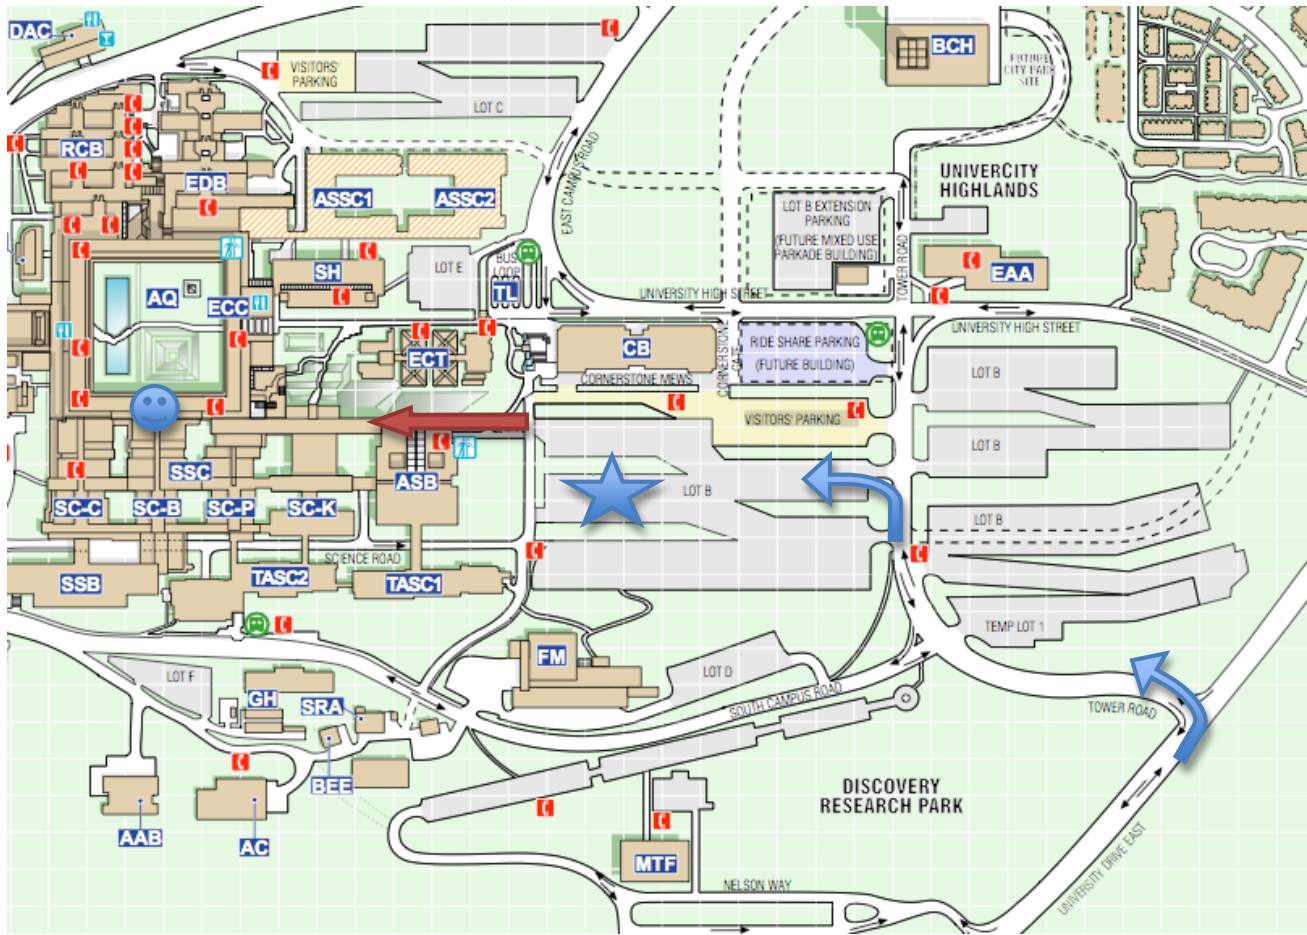 DAC
VISITORS'
PARKING
LOT C
BCH
FUTURE
CITY PARK
SITE
RCB
EDB
ASSC1
ASSC2
EAST CAMPUS ROAD
UNIVERCITY
HIGHLANDS
LOT B EXTENSION
PARKING
(FUTURE MIXED USE
PARKADE BUILDING)
TOWER ROAD
SH
LOT E
BUS
LOOP
TL
EAA
AQ
ECC
UNIVERSITY HIGH STREET
UNIVERSITY HIGH STREET
ECT
CB
CORNERSTONE
GATE
RIDE SHARE PARKING
(FUTURE BUILDING)
CORNERSTONE MEWS
VISITORS' PARKING
LOT B
LOT B
SSC
ASB
LOT B
SC-C
SC-B
SC-P
SC-K
LOT B
SCIENCE ROAD
SSB
TASC2
TASC1
TEMP LOT 1
FM
LOT D
LOT F
GH
SRA
SOUTH CAMPUS ROAD
TOWER ROAD
BEE
DISCOVERY
RESEARCH PARK
AAB
AC
MTF
NELSON WAY
UNIVERSITY DRIVE EAST